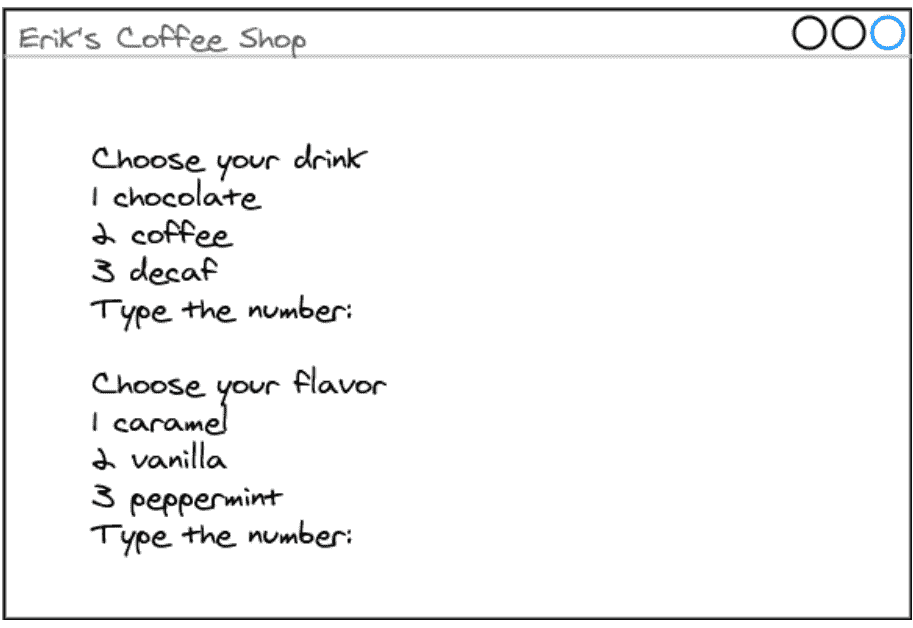 Erik's Coffee Shop
Choose your drink
1 chocolate
2 coffee
3 decaf
Type the number:
Choose your flavor
1 caramel
2 vanilla
3 peppermint
Type the number: